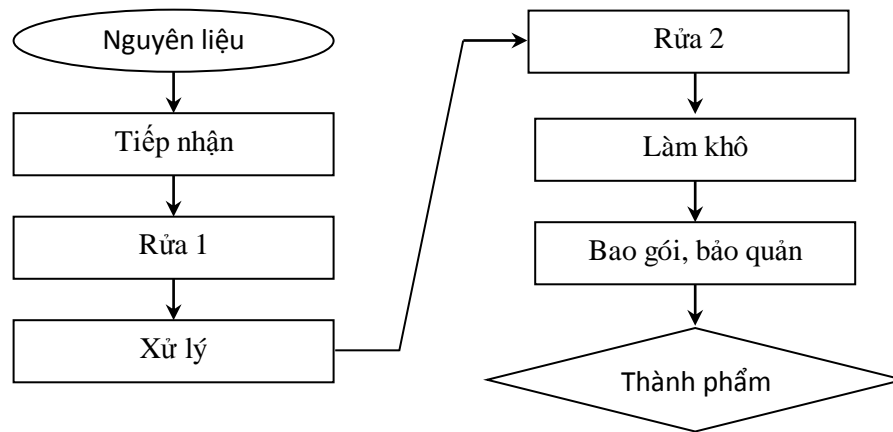 Nguyên liệu
Tiếp nhận
Rửa 1
Xử lý
Rửa 2
Làm khô
Bao gói, bảo quản
Thành phẩm